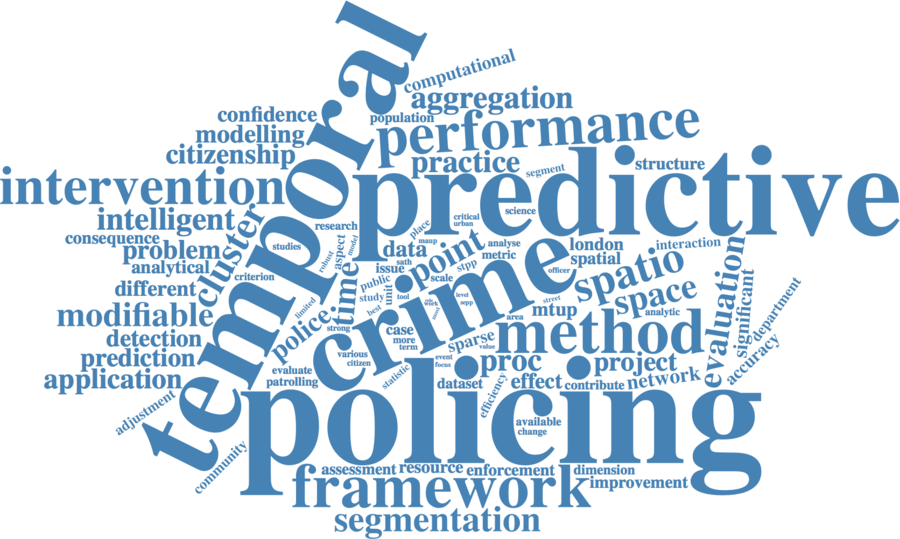 computational
temporal
aggregation
confidence
population
performance
modelling
citizenship
practice
predictive
structure
segment
intervention
intelligent
place
critical
urban
science
research
consequence
cluster
problem
studies
robust
aspect
model
maup
data
point
analyse
metric
london
spatial
interaction
analytical
criterion
sath
issue
scale
stpp
crime
officer
spatio
evaluation
different
time
public
study
unit
tool
best
space
significant
department
modifiable
limited
police
strong
level
sepp
street
mtup
analytic
area
method
detection
case
more
term
sparse
value
prediction
various
citizen
event
focus
proc
project
accuracy
application
evaluate
patrolling
statistic
dataset
effect
contribute
network
efficiency
policing
adjustment
available
change
community
assessment
resource
enforcement
dimension
framework
improvement
segmentation